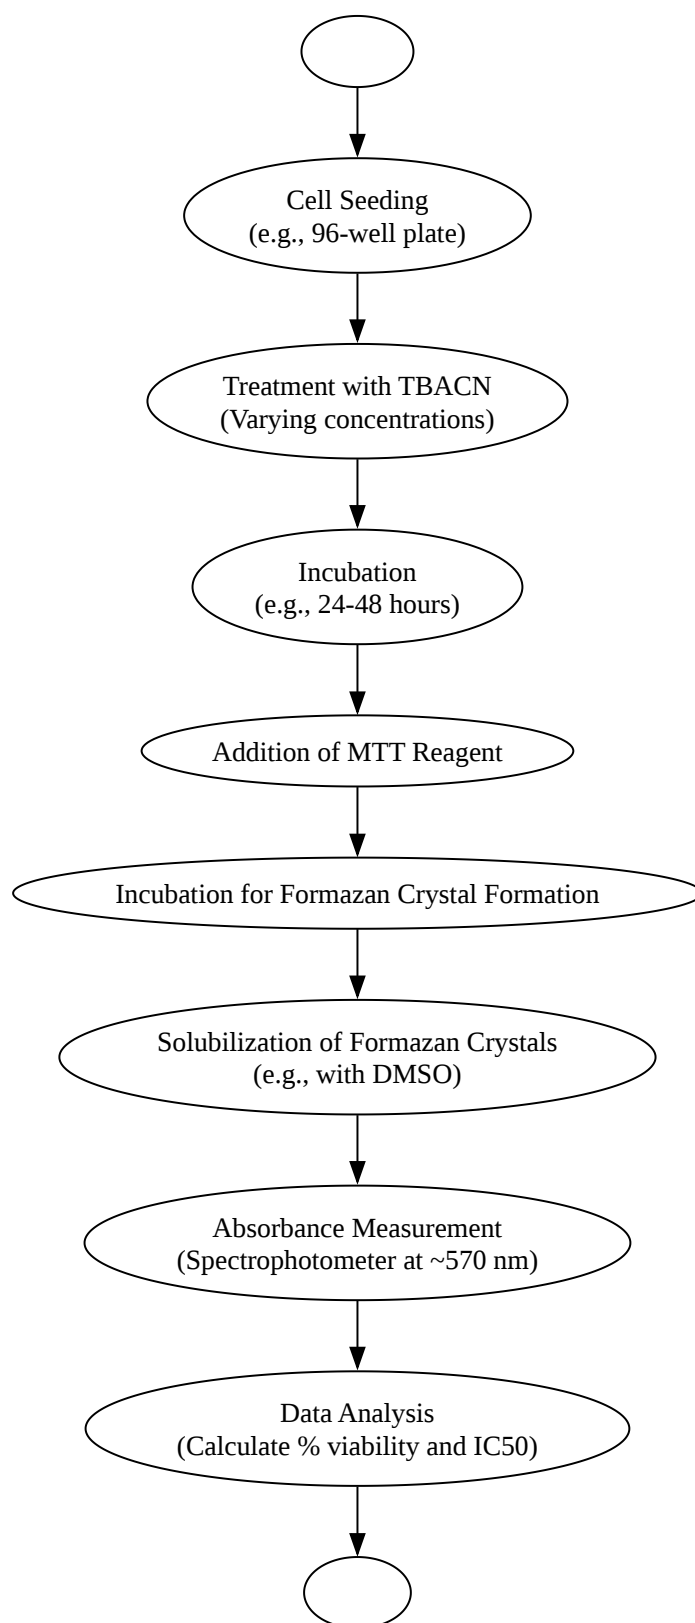 Cell Seeding
(e.g., 96-well plate)
Treatment with TBACN
(Varying concentrations)
Incubation
(e.g., 24-48 hours)
Addition of MTT Reagent
Incubation for Formazan Crystal Formation
Solubilization of Formazan Crystals
(e.g., with DMSO)
Absorbance Measurement
(Spectrophotometer at ~570 nm)
Data Analysis
(Calculate % viability and IC50)